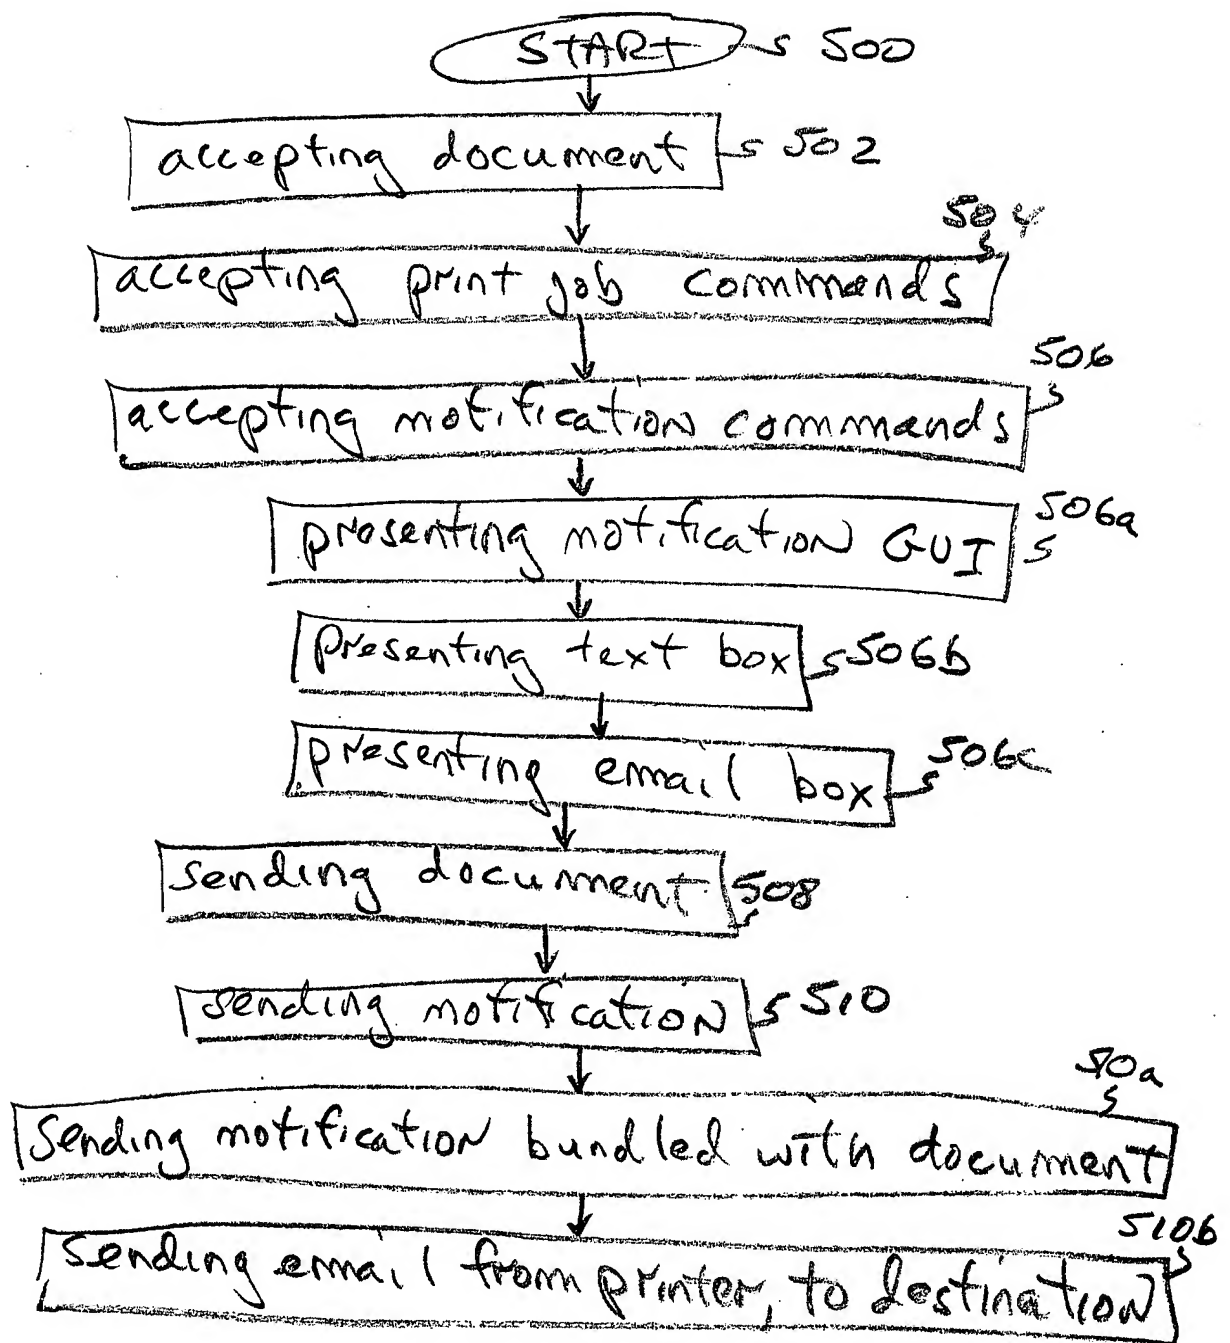 START 500
accepting document 502
504
accepting print job commands
506
accepting notification commands
506a
presenting notification GUI
presenting text box 506b
506c
presenting email box
sending document 508
sending notification 510
510a
Sending notification bundled with document
510b
Sending email from printer, to destination